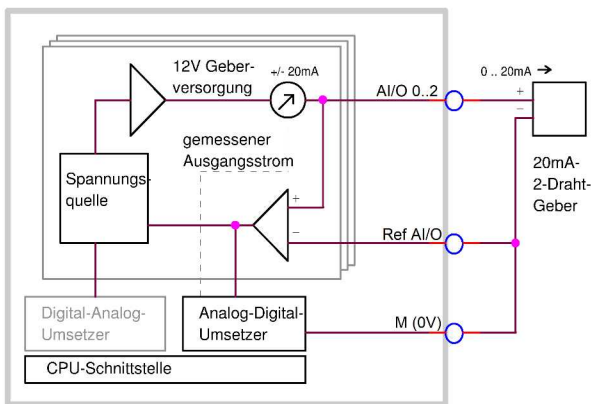 12V Geber-
versorgung
+/- 20mA
AI/O 0..2
0 .. 20mA →
+
−
gemessener
Ausgangsstrom
Spannungs-
quelle
+
−
20mA-
2-Draht-
Geber
Ref AI/O
Digital-Analog-
Umsetzer
Analog-Digital-
Umsetzer
M (0V)
CPU-Schnittstelle